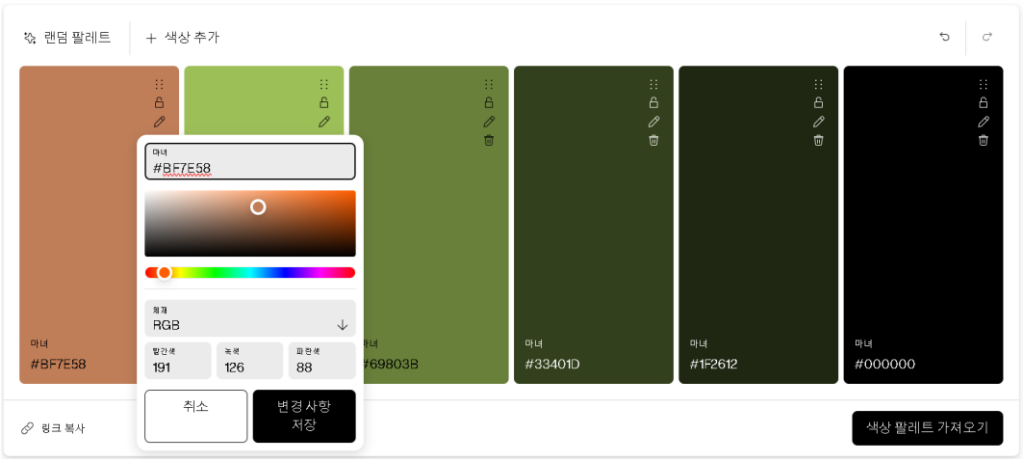 랜덤 팔레트
색상 추가
마녀
#BF7E58
체재
RGB
빨간색
191
녹색
126
파란색
88
취소
변경 사항
저장
마녀
#BF7E58
마녀
#69803B
마녀
#33401D
마녀
#1F2612
마녀
#000000
링크 복사
색상 팔레트 가져오기